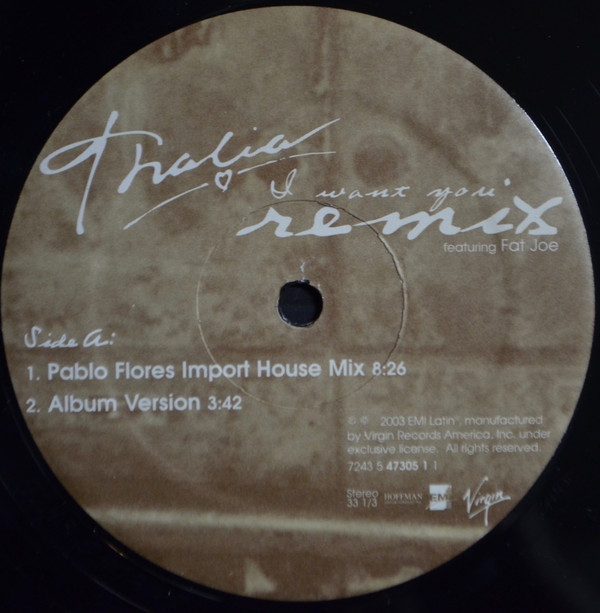 Thalia
I want you
remix
featuring Fat Joe
Side A:
1. Pablo Flores Import House Mix 8:26
2. Album Version 3:42
℗ © 2003 EMI Latin, manufactured
by Virgin Records America, Inc. under
exclusive license. All rights reserved.
7243 5 47305 1 1
Stereo
33 1/3
HOFFMAN
EMI
Virgin